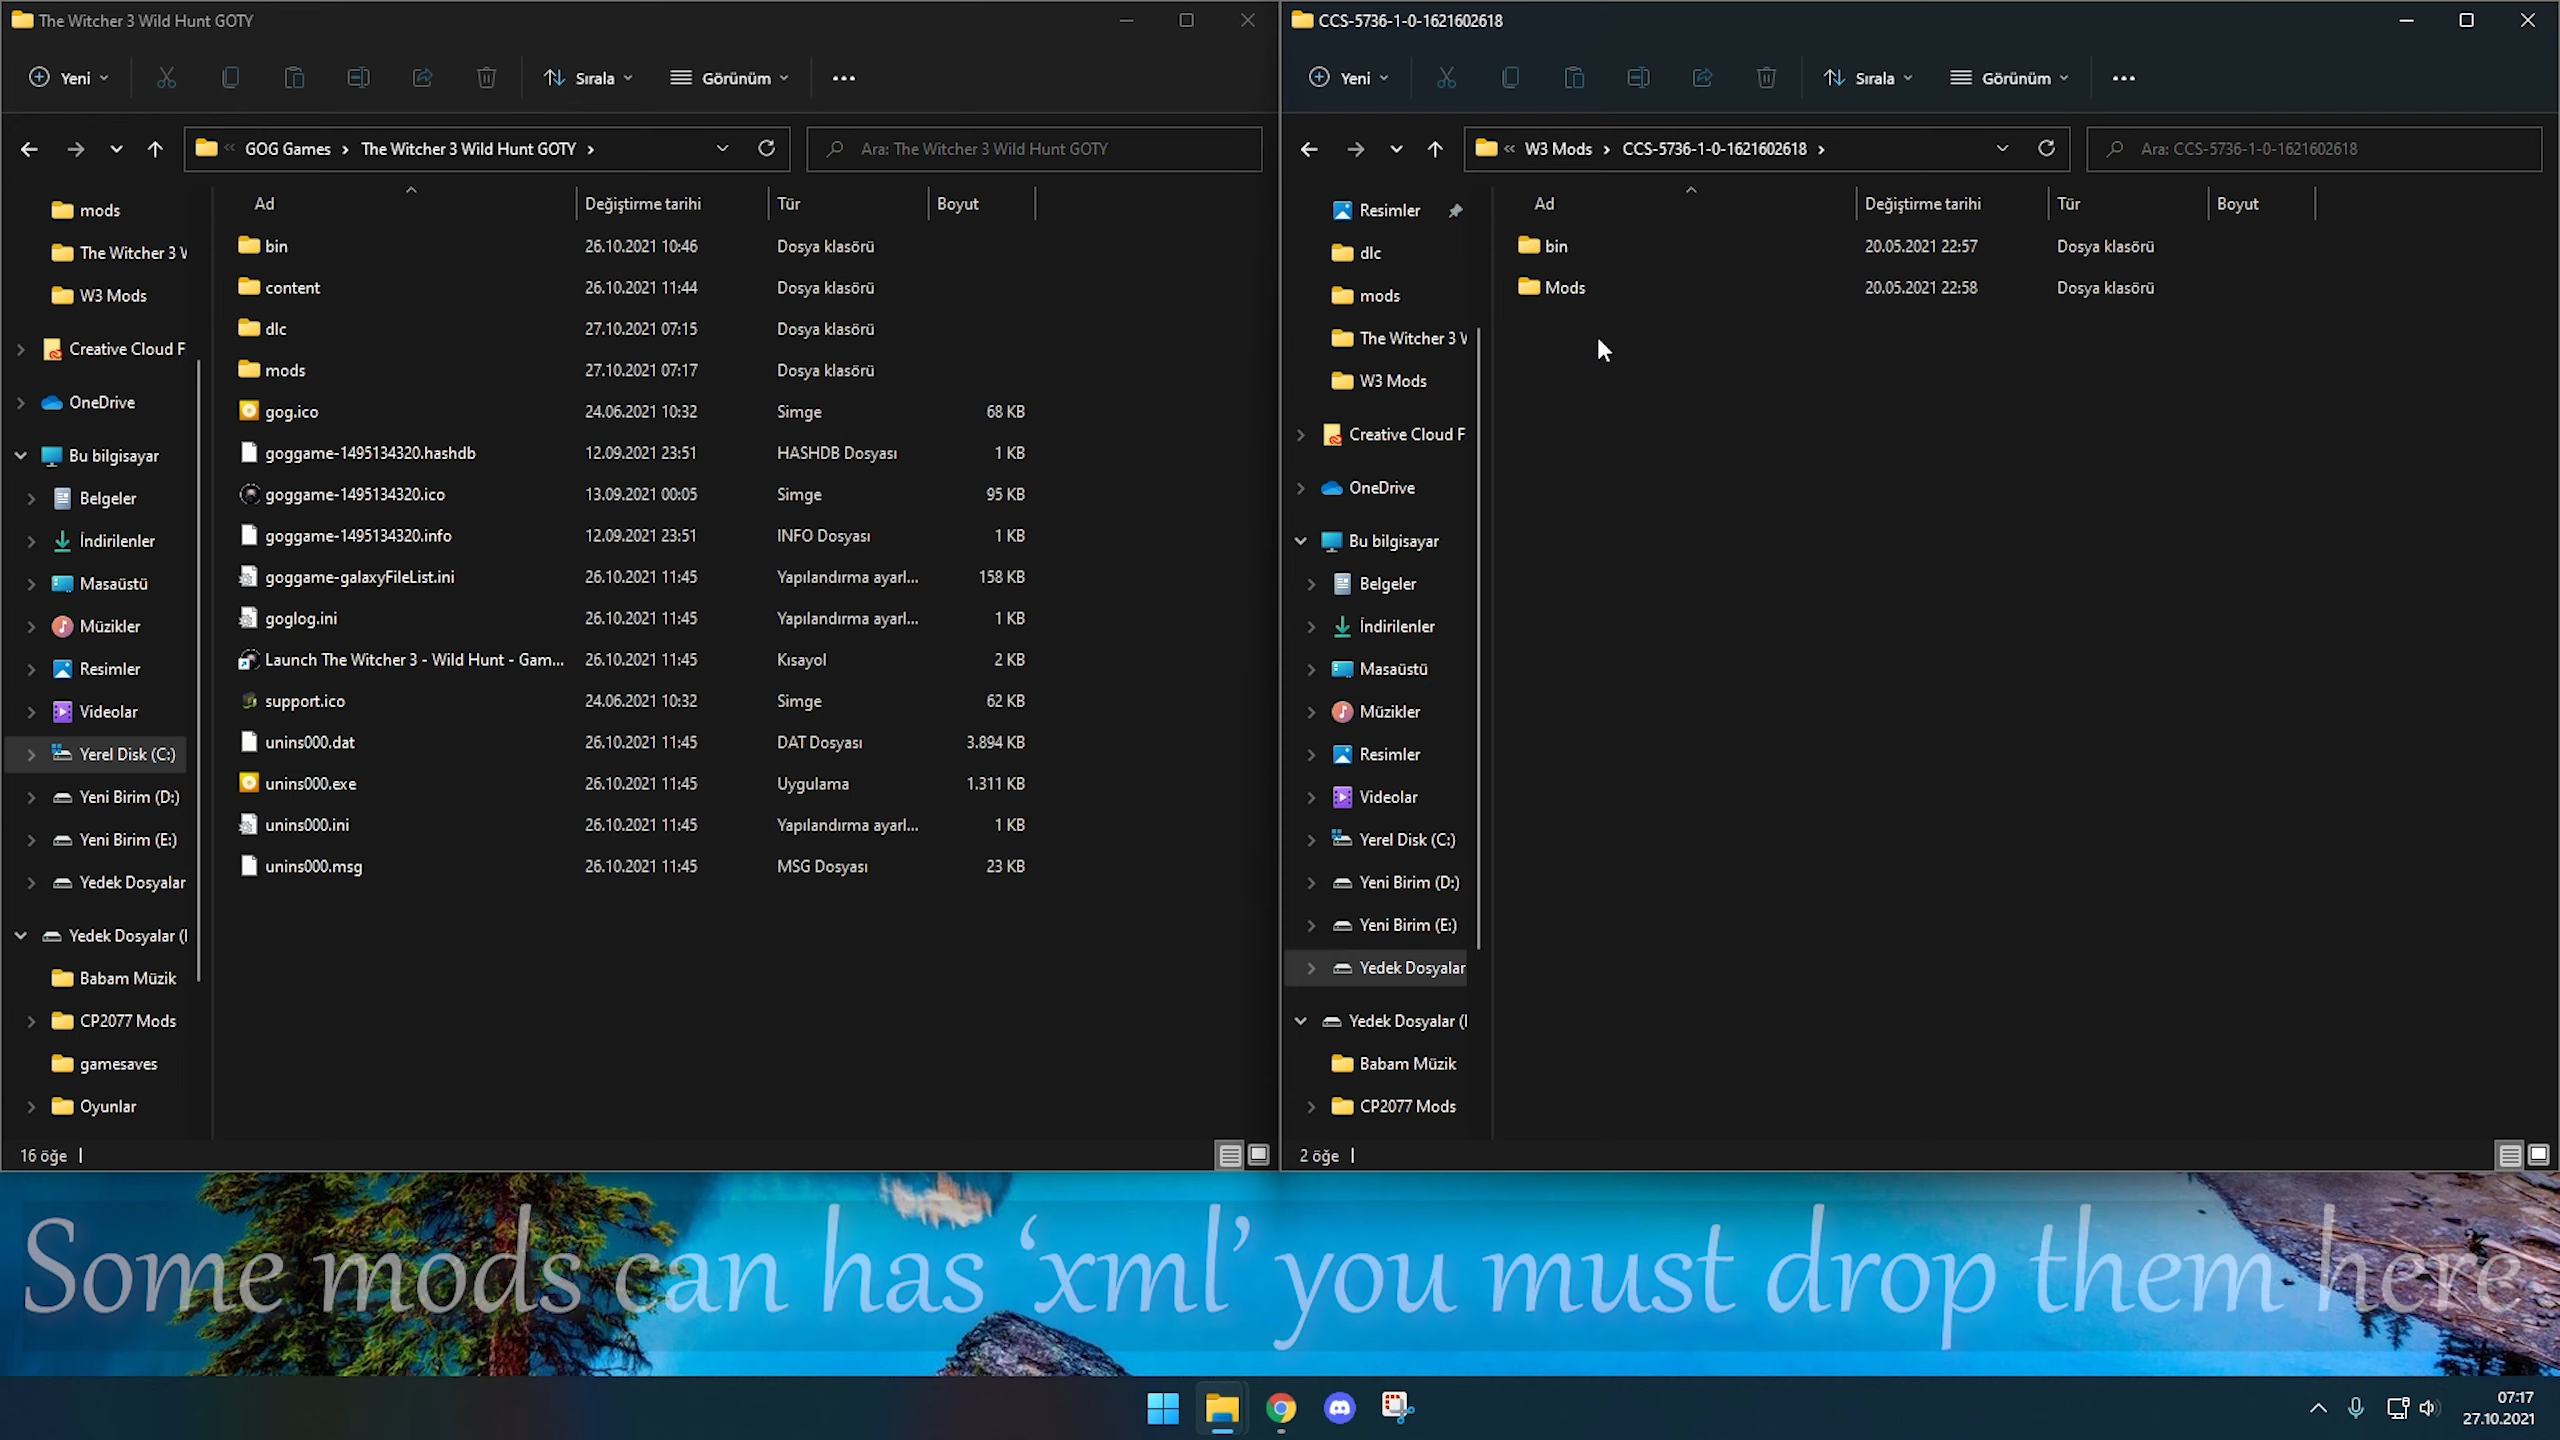 The Witcher 3 Wild Hunt GOTY
Yeni
Sırala
Görünüm
GOG Games
The Witcher 3 Wild Hunt GOTY
Ara: The Witcher 3 Wild Hunt GOTY
mods
The Witcher 3 W
W3 Mods
Creative Cloud F
OneDrive
Bu bilgisayar
Belgeler
İndirilenler
Masaüstü
Müzikler
Resimler
Videolar
Yerel Disk (C:)
Yeni Birim (D:)
Yeni Birim (E:)
Yedek Dosyalar
Yedek Dosyalar (
Babam Müzik
CP2077 Mods
gamesaves
Oyunlar
Ad Değiştirme tarihi Tür Boyut
bin 26.10.2021 10:46 Dosya klasörü
content 26.10.2021 11:44 Dosya klasörü
dlc 27.10.2021 07:15 Dosya klasörü
mods 27.10.2021 07:17 Dosya klasörü
gog.ico 24.06.2021 10:32 Simge 68 KB
goggame-1495134320.hashdb 12.09.2021 23:51 HASHDB Dosyası 1 KB
goggame-1495134320.ico 13.09.2021 00:05 Simge 95 KB
goggame-1495134320.info 12.09.2021 23:51 INFO Dosyası 1 KB
goggame-galaxyFileList.ini 26.10.2021 11:45 Yapılandırma ayarl... 158 KB
goglog.ini 26.10.2021 11:45 Yapılandırma ayarl... 1 KB
Launch The Witcher 3 - Wild Hunt - Gam... 26.10.2021 11:45 Kısayol 2 KB
support.ico 24.06.2021 10:32 Simge 62 KB
unins000.dat 26.10.2021 11:45 DAT Dosyası 3.894 KB
unins000.exe 26.10.2021 11:45 Uygulama 1.311 KB
unins000.ini 26.10.2021 11:45 Yapılandırma ayarl... 1 KB
unins000.msg 26.10.2021 11:45 MSG Dosyası 23 KB
16 öğe
CCS-5736-1-0-1621602618
Yeni
Sırala
Görünüm
W3 Mods
CCS-5736-1-0-1621602618
Ara: CCS-5736-1-0-1621602618
Resimler
dlc
mods
The Witcher 3 W
W3 Mods
Creative Cloud F
OneDrive
Bu bilgisayar
Belgeler
İndirilenler
Masaüstü
Müzikler
Resimler
Videolar
Yerel Disk (C:)
Yeni Birim (D:)
Yeni Birim (E:)
Yedek Dosyalar
Yedek Dosyalar (
Babam Müzik
CP2077 Mods
Ad Değiştirme tarihi Tür Boyut
bin 20.05.2021 22:57 Dosya klasörü
Mods 20.05.2021 22:58 Dosya klasörü
2 öğe
Some mods can has ‘xml’ you must drop them here
07:17
27.10.2021